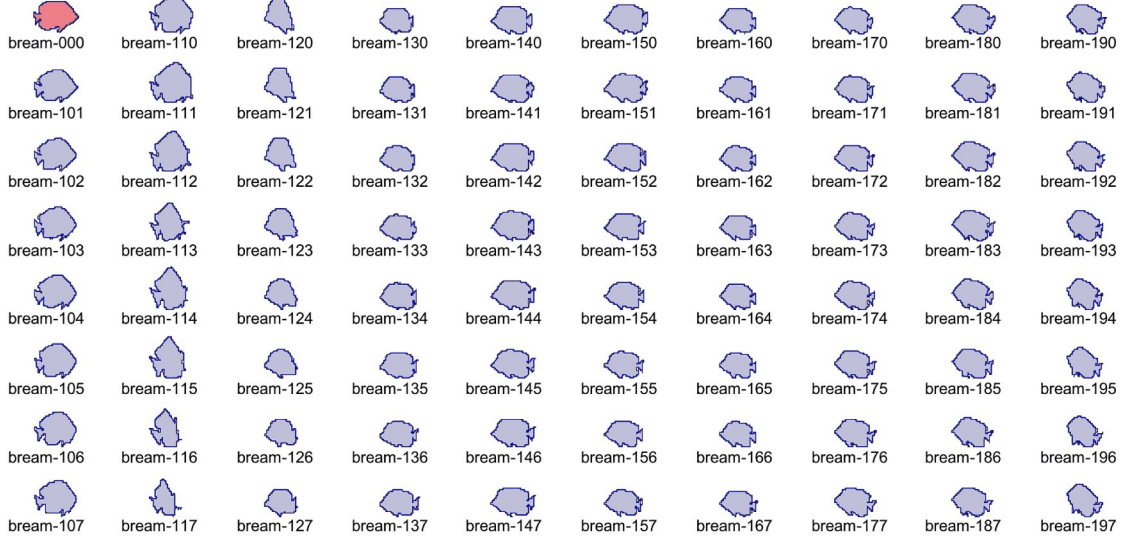 bream-000 bream-110 bream-120 bream-130 bream-140 bream-150 bream-160 bream-170 bream-180 bream-190
bream-101 bream-111 bream-121 bream-131 bream-141 bream-151 bream-161 bream-171 bream-181 bream-191
bream-102 bream-112 bream-122 bream-132 bream-142 bream-152 bream-162 bream-172 bream-182 bream-192
bream-103 bream-113 bream-123 bream-133 bream-143 bream-153 bream-163 bream-173 bream-183 bream-193
bream-104 bream-114 bream-124 bream-134 bream-144 bream-154 bream-164 bream-174 bream-184 bream-194
bream-105 bream-115 bream-125 bream-135 bream-145 bream-155 bream-165 bream-175 bream-185 bream-195
bream-106 bream-116 bream-126 bream-136 bream-146 bream-156 bream-166 bream-176 bream-186 bream-196
bream-107 bream-117 bream-127 bream-137 bream-147 bream-157 bream-167 bream-177 bream-187 bream-197